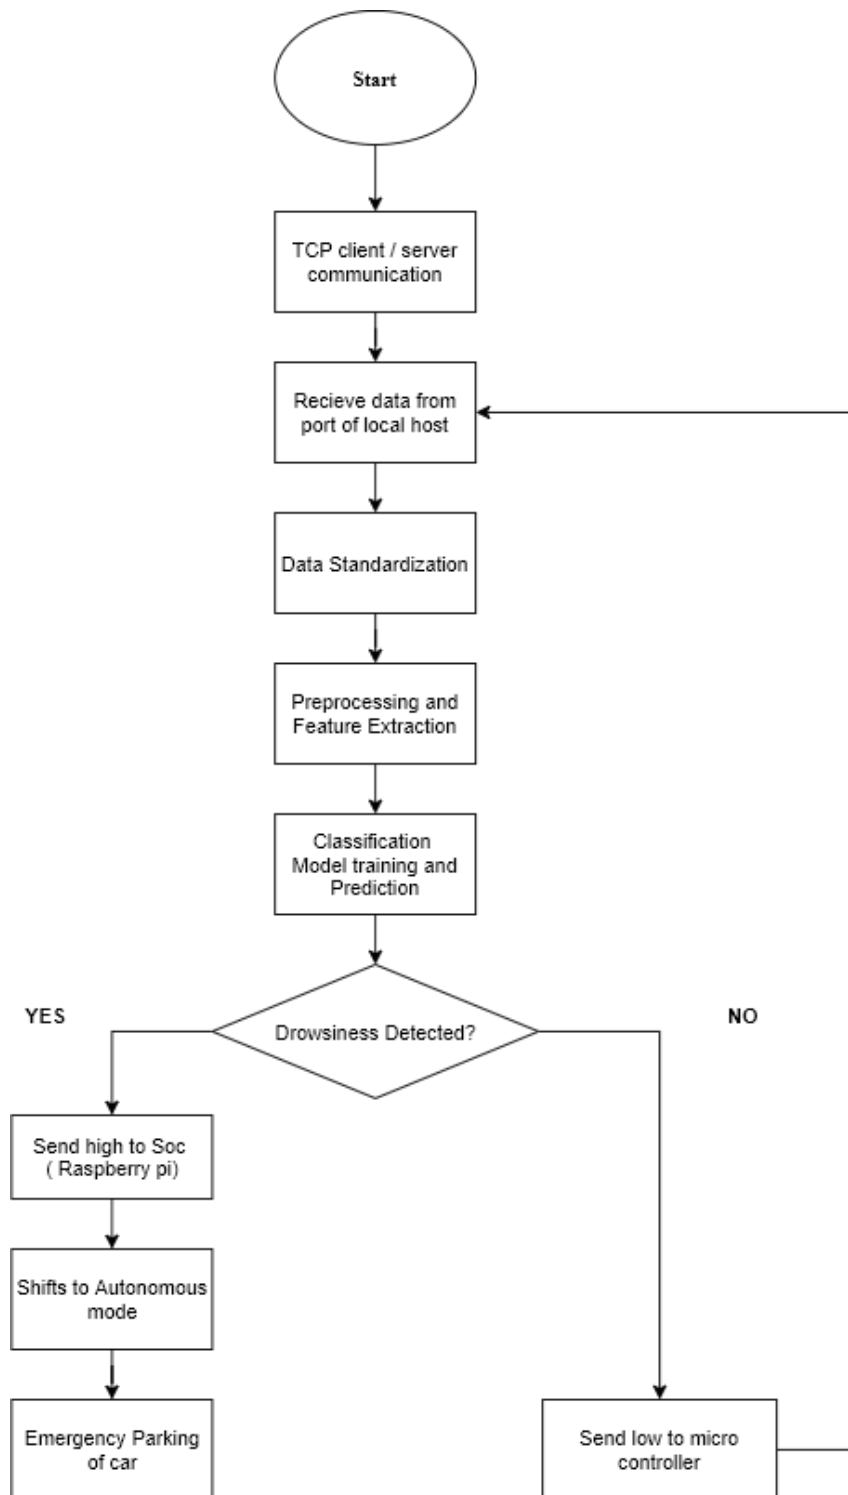 Start
TCP client / server
communication
Recieve data from
port of local host
Data Standardization
Preprocessing and
Feature Extraction
Classification
Model training and
Prediction
YES
Drowsiness Detected?
NO
Send high to Soc
( Raspberry pi)
Shifts to Autonomous
mode
Emergency Parking
of car
Send low to micro
controller